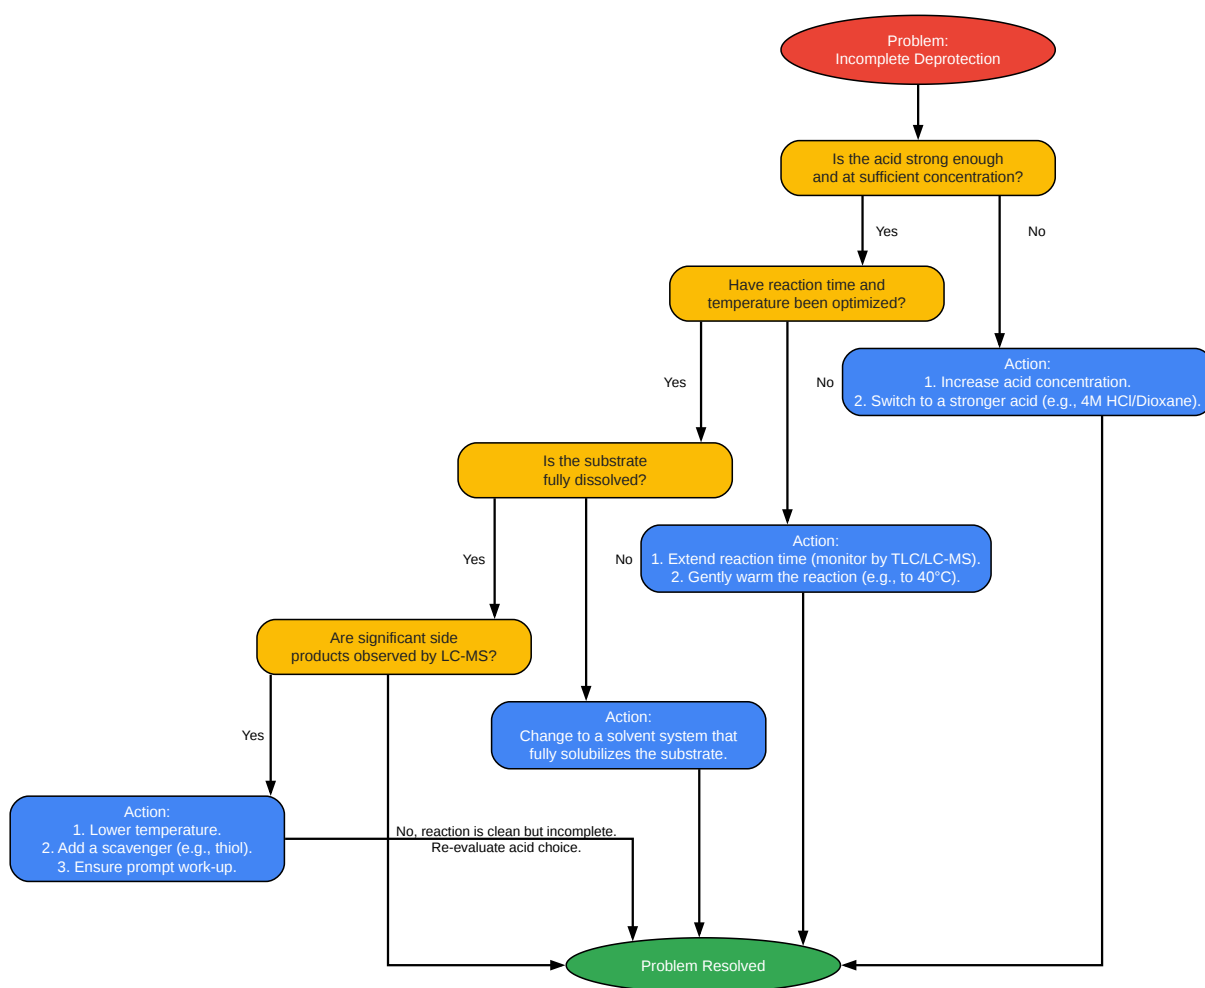 Problem:
Incomplete Deprotection
Is the acid strong enough
and at sufficient concentration?
Yes
No
Have reaction time and
temperature been optimized?
Action:
1. Increase acid concentration.
2. Switch to a stronger acid (e.g., 4M HCl/Dioxane).
Yes
No
Is the substrate
fully dissolved?
Action:
1. Extend reaction time (monitor by TLC/LC-MS).
2. Gently warm the reaction (e.g., to 40°C).
Yes
No
Are significant side
products observed by LC-MS?
Action:
Change to a solvent system that
fully solubilizes the substrate.
Yes
Action:
1. Lower temperature.
2. Add a scavenger (e.g., thiol).
3. Ensure prompt work-up.
No, reaction is clean but incomplete.
Re-evaluate acid choice.
Problem Resolved